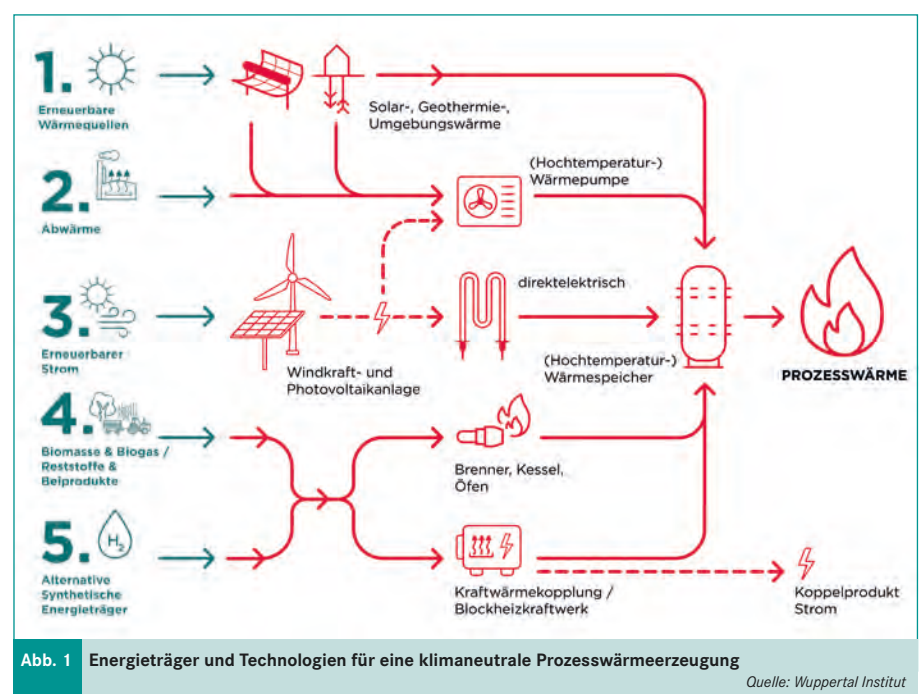 1.
Erneuerbare
Wärmequellen
Solar-, Geothermie-,
Umgebungswärme
2.
Abwärme
(Hochtemperatur-)
Wärmepumpe
3.
Erneuerbarer
Strom
Windkraft- und
Photovoltaikanlage
direktelektrisch
(Hochtemperatur-)
Wärmespeicher
PROZESSWÄRME
4.
Biomasse & Biogas /
Reststoffe &
Beiprodukte
Brenner, Kessel,
Öfen
5.
H2
Alternative
Synthetische
Energieträger
Kraftwärmekopplung /
Blockheizkraftwerk
Koppelprodukt
Strom
Abb. 1 Energieträger und Technologien für eine klimaneutrale Prozesswärmeerzeugung
Quelle: Wuppertal Institut